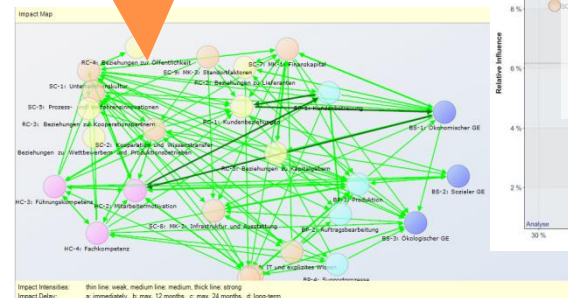 Impact Map
RC-4: Beziehungen zur Öffentlichkeit
SC-9: MK-3: Standortfaktoren
SC-7: MK-1: Finanzkapital
RC-2: Beziehungen zu Lieferanten
SC-1:
BP-3: Kundenbetreuung
SC-5: Prozess- und
RC-3: Beziehungen zu Kooperationspartnern
RC-1: Kundenbeziehungen
BS-1: Ökonomischer GE
SC-2: Kooperation und Wissenstransfer
Beziehungen zu Wettbewerbern und Produktionsbetrieben
RC-5: Beziehungen zu Kapitalgebern
HC-3: Führungskompetenz
HC-2: Mitarbeitermotivation
BP-1: Produktion
BS-2: Sozialer GE
SC-8: MK-2: Infrastruktur und Ausstattung
BP-2: Auftragsbearbeitung
BS-3: Ökologischer GE
HC-4: Fachkompetenz
IT und explizites Wissen
BP-4: Supportprozesse
Impact Intensities: thin line: weak, medium line: medium, thick line: strong
Impact Delay: a: immediately, b: max. 12 months, c: max. 24 months, d: long-term
8 %
SC
Relative Influence
6 %
4 %
2 %
Analyse
30 %